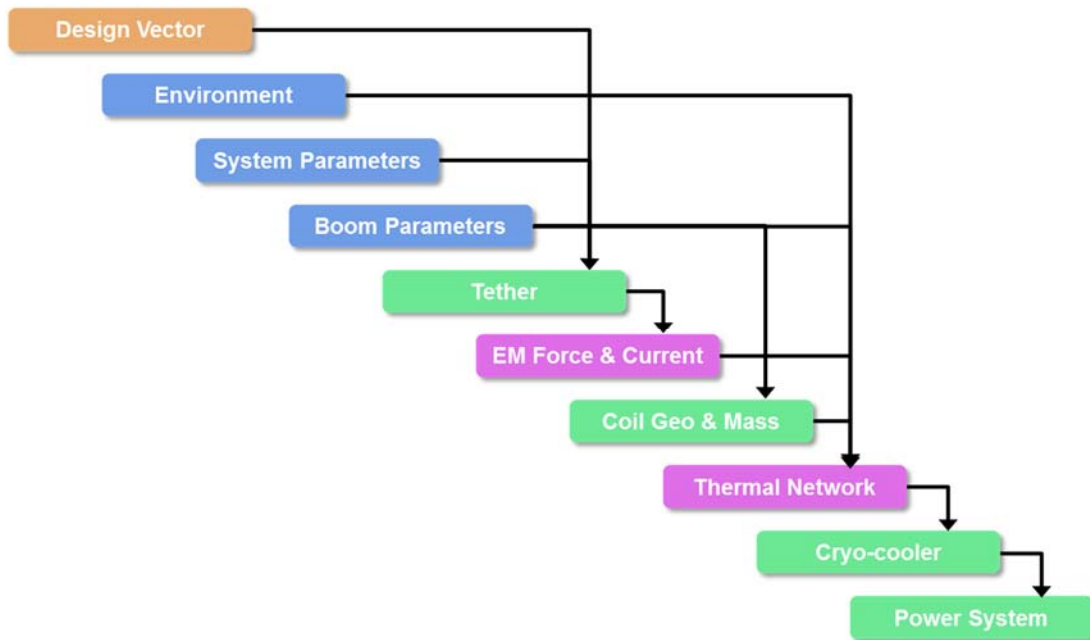 Design Vector
Environment
System Parameters
Boom Parameters
Tether
EM Force & Current
Coil Geo & Mass
Thermal Network
Cryo-cooler
Power System